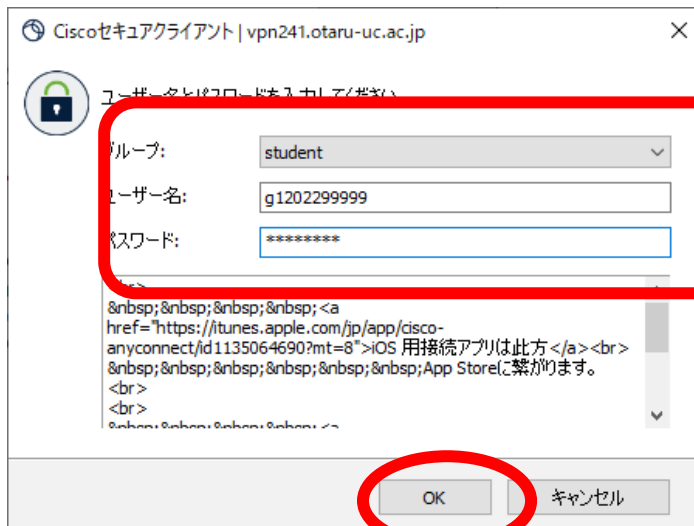 Ciscoセキュアクライアント | vpn241.otaru-uc.ac.jp
ユーザー名とパスワードを入力してください
グループ:
student
ユーザー名:
g1202299999
パスワード:
********
<br>
&nbsp;&nbsp;&nbsp;&nbsp;<a
href="https://itunes.apple.com/jp/app/cisco-
anyconnect/id1135064690?mt=8">iOS 用接続アプリは此方</a><br>
&nbsp;&nbsp;&nbsp;&nbsp;&nbsp;&nbsp;App Storeに繋がります。
<br>
<br>
&nbsp;&nbsp;&nbsp;&nbsp;<a
OK
キャンセル